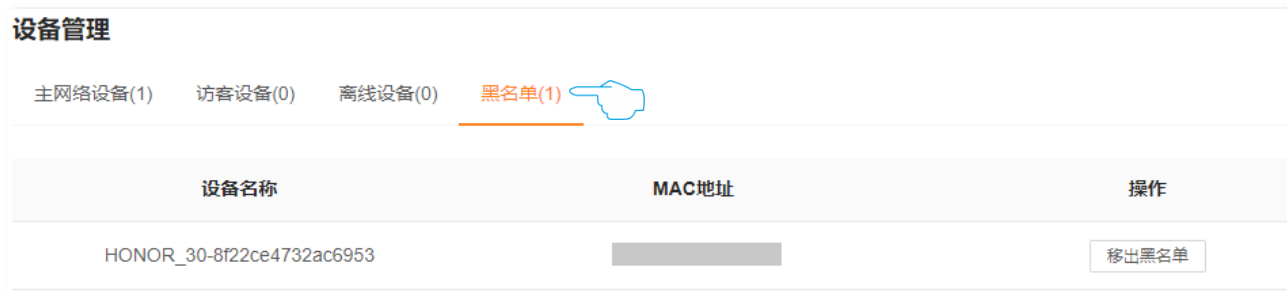 设备管理
主网络设备(1) 访客设备(0) 离线设备(0) 黑名单(1)
设备名称 MAC地址 操作
HONOR_30-8f22ce4732ac6953 移出黑名单